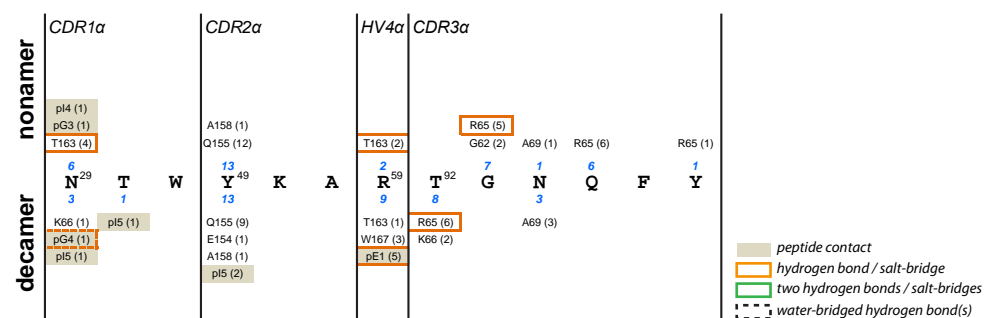 CDR1α CDR2α HV4α CDR3α
nonamer
pI4 (1)
pG3 (1) A158 (1) R65 (5)
T163 (4) Q155 (12) T163 (2) G62 (2) A69 (1) R65 (6) R65 (1)
6 13 2 7 1 6 1
N29 T W Y49 K A R59 T92 G N Q F Y
3 1 13 9 8 3
decamer
K66 (1) pI5 (1) Q155 (9) T163 (1) R65 (6) A69 (3)
pG4 (1) E154 (1) W167 (3) K66 (2)
pI5 (1) A158 (1) pE1 (5)
pI5 (2)
peptide contact
hydrogen bond / salt-bridge
two hydrogen bonds / salt-bridges
water-bridged hydrogen bond(s)